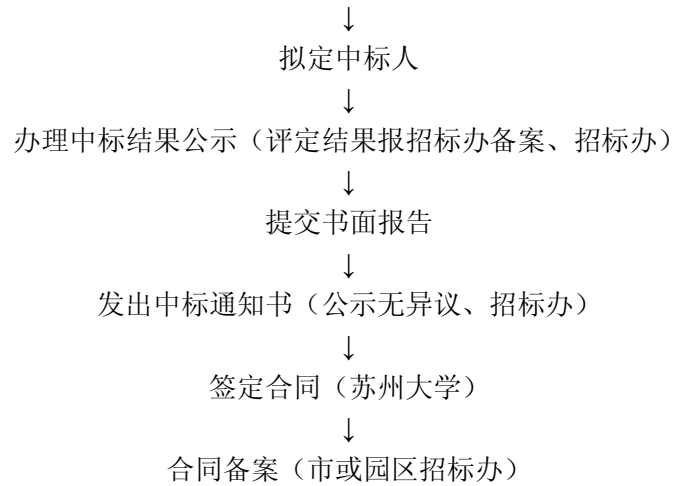 ↓
拟定中标人
↓
办理中标结果公示（评定结果报招标办备案、招标办）
↓
提交书面报告
↓
发出中标通知书（公示无异议、招标办）
↓
签定合同（苏州大学）
↓
合同备案（市或园区招标办）